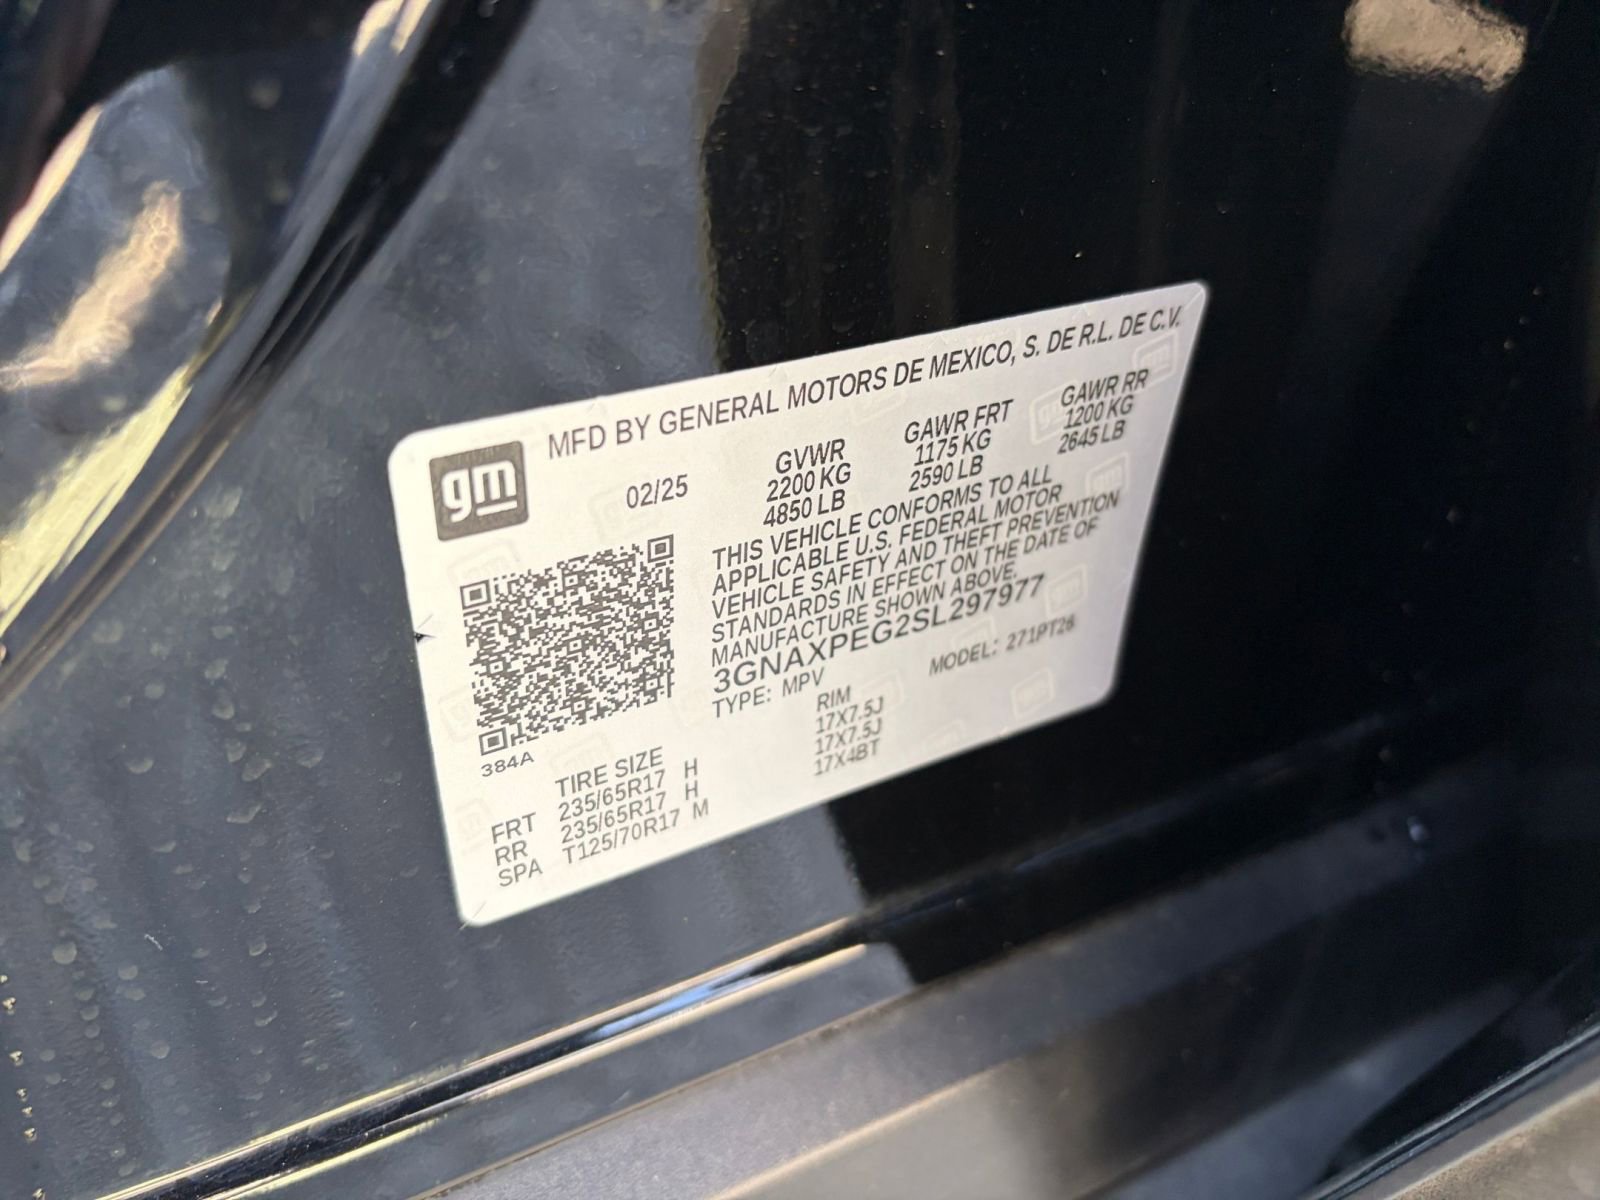 gm
MFD BY GENERAL MOTORS DE MEXICO, S. DE R.L. DE C.V.
02/25
GVWR GAWR FRT GAWR RR
2200 KG 1175 KG 1200 KG
4850 LB 2590 LB 2645 LB
THIS VEHICLE CONFORMS TO ALL
APPLICABLE U.S. FEDERAL MOTOR
VEHICLE SAFETY AND THEFT PREVENTION
STANDARDS IN EFFECT ON THE DATE OF
MANUFACTURE SHOWN ABOVE.
3GNAXPEG2SL297977
TYPE: MPV MODEL: 271PT26
384A
TIRE SIZE RIM
FRT 235/65R17 H 17X7.5J
RR 235/65R17 H 17X7.5J
SPA T125/70R17 M 17X4BT